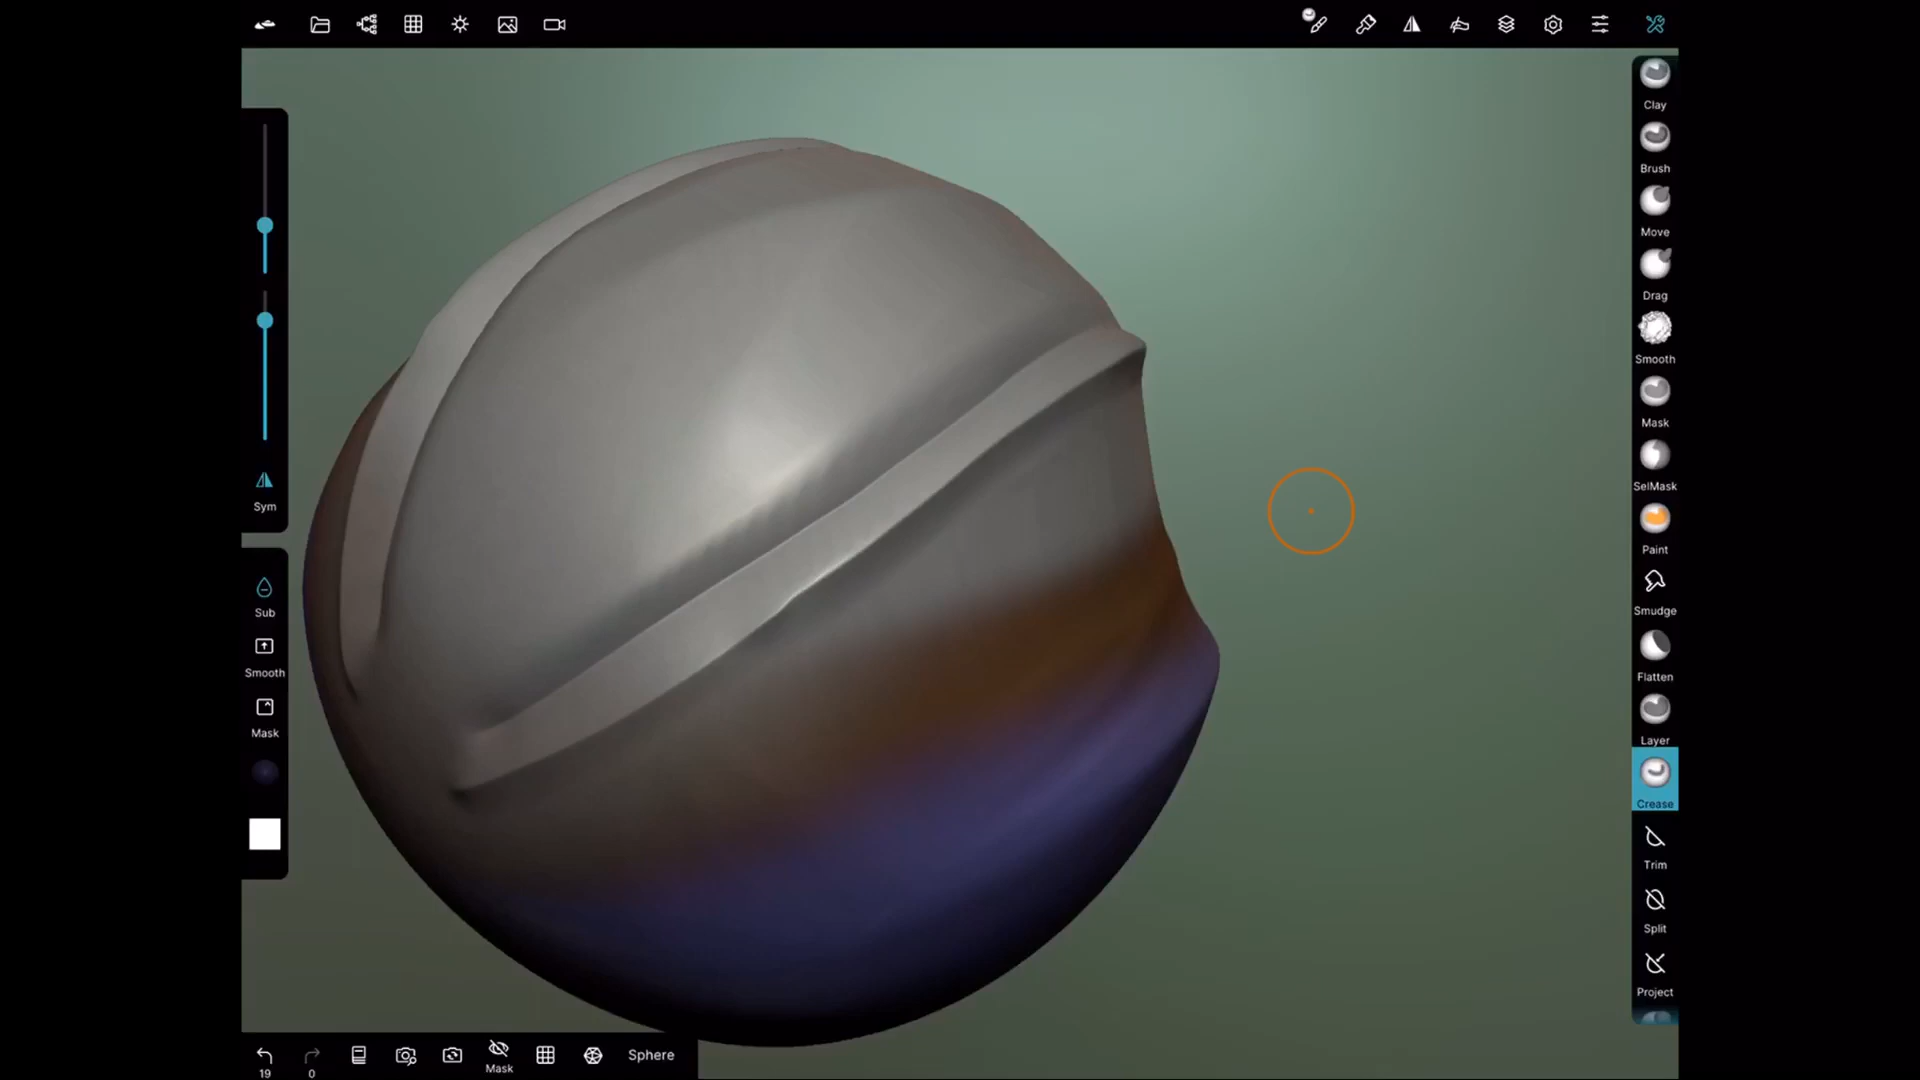 Clay
Brush
Move
Drag
Smooth
Mask
SelMask
Paint
Smudge
Flatten
Layer
Crease
Trim
Split
Project
Sym
Sub
Smooth
Mask
19
0
Mask
Sphere